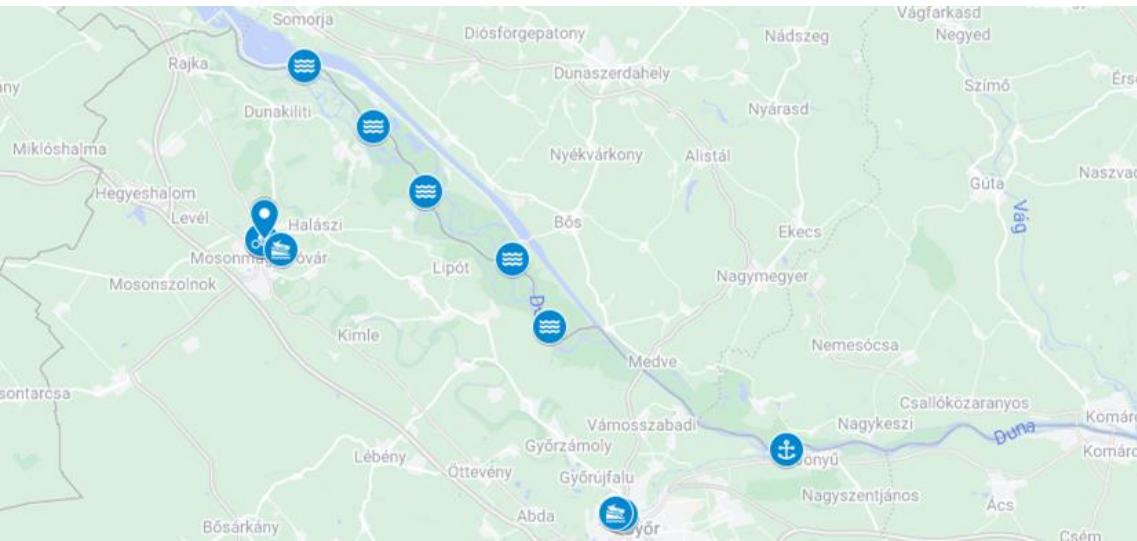 Somorja
Vágfarkasd
Diósförgepatony
Nádszeg
Negyed
Rajka
Dunaszerdahely
Szímő
Dunakiliti
Nyárasd
Miklóshalma
Nyékvárkony
Alistál
Gúta
Hegyeshalom
Levél
Halászi
Bős
Ekecs
Vág
Lipót
Nagymegyer
Mosonszolnok
Kimle
Nemesócsa
Medve
Csallóközaranyos
Vámosszabadi
Nagykeszi
Duna
Győrzámoly
Lébény
Öttevény
Győrújfalu
Nagyszentjános
Ács
Abda
Bősárkány
Csém